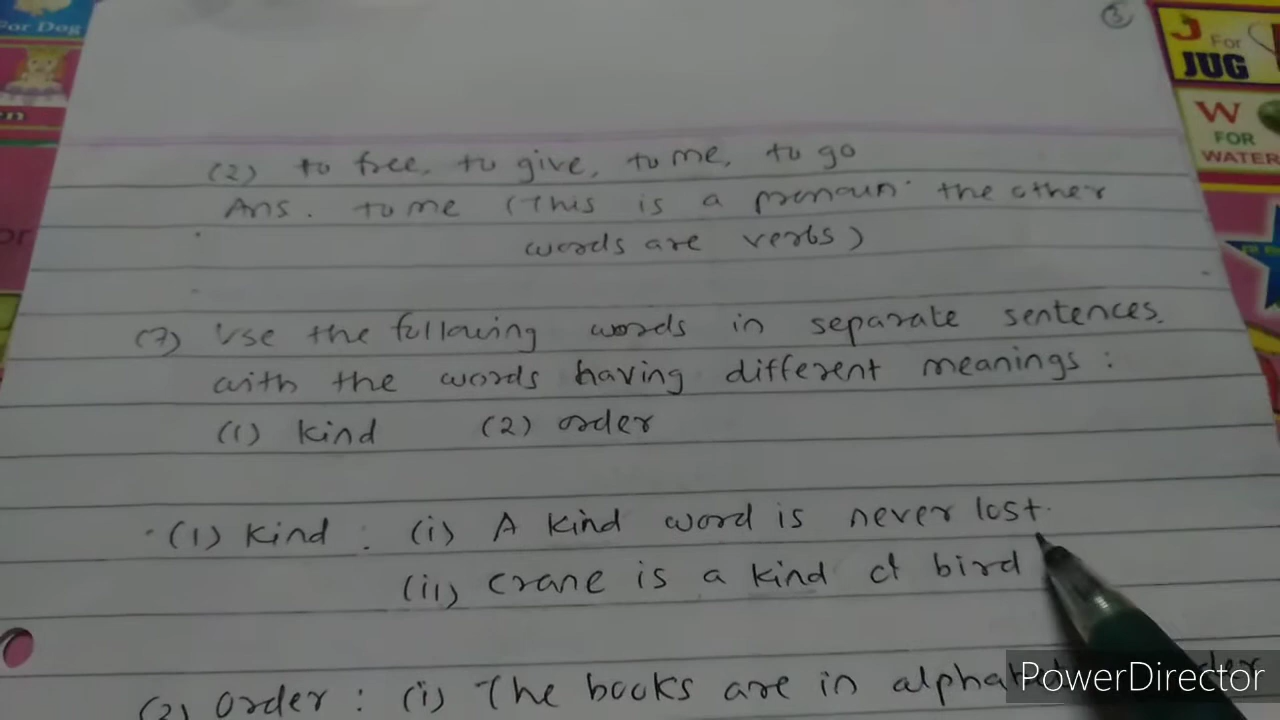 For Dog
3
J For
JUG
W
FOR
WATER
(2) to free, to give, to me, to go
Ans. to me (This is a pronoun. the other
words are verbs)
(7) Use the following words in separate sentences.
with the words having different meanings :
(1) kind (2) order
(1) kind : (i) A kind word is never lost.
(ii) Crane is a kind of bird
(2) order : (i) The books are in
PowerDirector